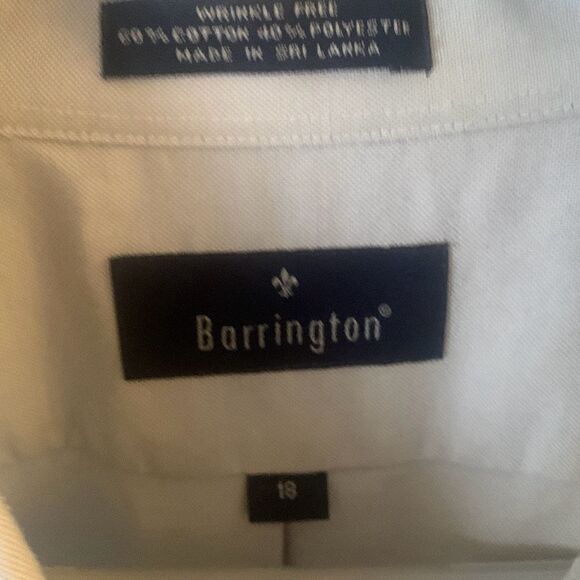 WRINKLE FREE
60% COTTON 40% POLYESTER
MADE IN SRI LANKA
Barrington®
18